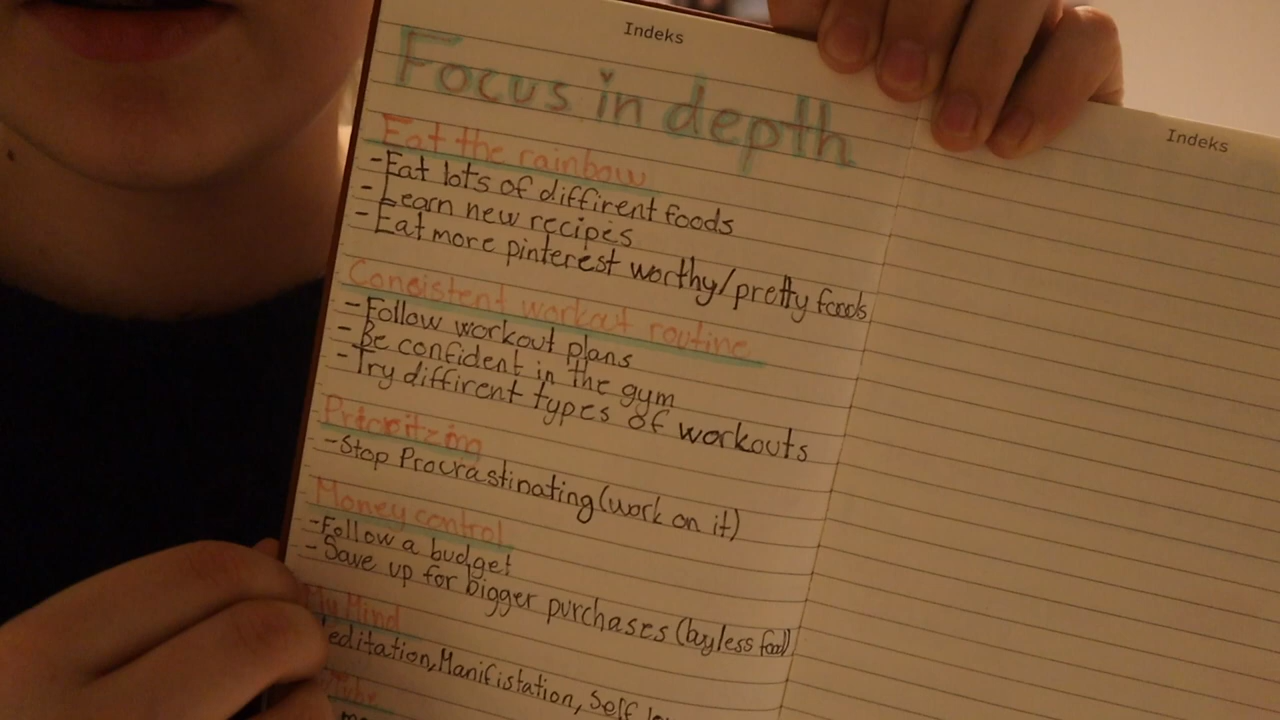 Indeks
Focus in depth
Eat the rainbow
-Eat lots of diffirent foods
- Learn new recipes
- Eat more pinterest worthy/pretty foods
Consistent workout routine
- Follow workout plans
- Be confident in the gym
- Try diffirent types of workouts
Prioritzing
-Stop Procrastinating (work on it)
Money control
-Follow a budget
- Save up for bigger purchases (buy less food)
My Mind
editation, Manifistation, Self
Indeks